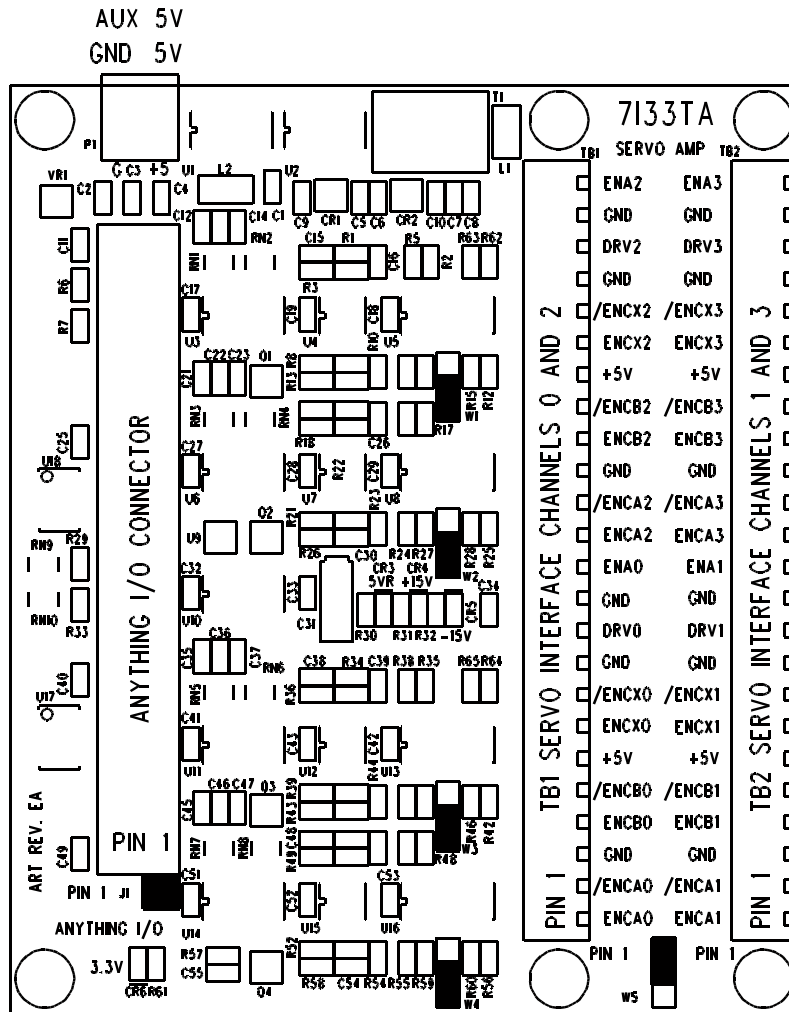 AUX 5V
GND 5V
P1
G C3 +5
VR1
C2
C4
U1
L2
U2
T1
L1
7133TA
TB1 SERVO AMP TB2
C12
C14
C1
C9
CR1
C5 C6
CR2
C10 C7 C8
RN2
C11
RN1
C15 R1
C16
R5
R2
R63 R62
R6
R3
R7
C17
U3
C19
U4
C18
U5
R10
C22 C23
C21
R13 R8
WR15
R12
RN3
RN4
R18
C26
R17
W1
C25
U18
C27
U6
C28
U7
R22
C29
U8
R23
U9
R21
R26
C30
R24 R27
R28
R25
W2
RN9
R29
RN10
R33
C32
U10
C33
C31
CR3 CR4
5VR +15V
CR5
C34
R30
R31 R32 -15V
C35
C36
C37
C38 R34 C39 R38 R35
R65 R64
RN5
RN6
R36
C40
U17
C41
U11
C43
U12
C42
U13
R44
C46 C47
C45
R43 R39
R46
R42
RN7
RN8
R49 C48
R48
W3
C49
C51
U14
C52
U15
C53
U16
R57
C55
R52
R58 C54 R54 R55 R59
R60
R56
W4
ANYTHING I/O CONNECTOR
PIN 1
ART REV. EA
PIN 1 J1
ANYTHING I/O
3.3V
CR6 R61
TB1 SERVO INTERFACE CHANNELS 0 AND 2
PIN 1
TB2 SERVO INTERFACE CHANNELS 1 AND 3
PIN 1
ENA2 ENA3
GND GND
DRV2 DRV3
GND GND
/ENCX2 /ENCX3
ENCX2 ENCX3
+5V +5V
/ENCB2 /ENCB3
ENCB2 ENCB3
GND GND
/ENCA2 /ENCA3
ENCA2 ENCA3
ENA0 ENA1
GND GND
DRV0 DRV1
GND GND
/ENCX0 /ENCX1
ENCX0 ENCX1
+5V +5V
/ENCB0 /ENCB1
ENCB0 ENCB1
GND GND
/ENCA0 /ENCA1
ENCA0 ENCA1
PIN 1 PIN 1
W5